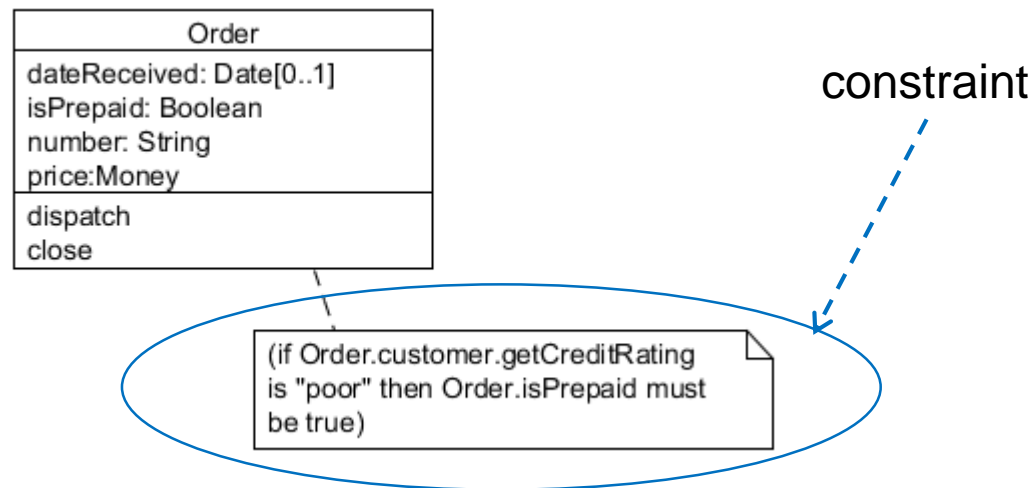 Order
dateReceived: Date[0..1]
isPrepaid: Boolean
number: String
price:Money
dispatch
close
constraint
(if Order.customer.getCreditRating
is "poor" then Order.isPrepaid must
be true)